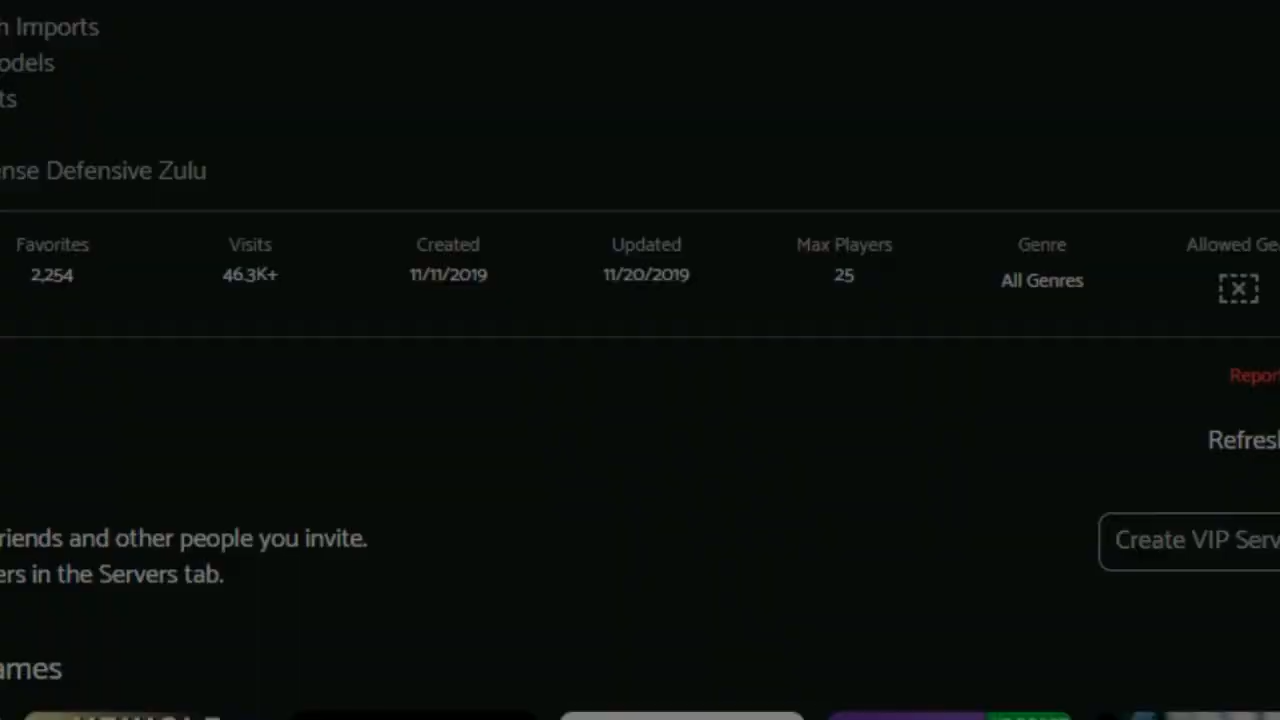 h Imports
odels
ts
ense Defensive Zulu
Favorites Visits Created Updated Max Players Genre Allowed Ge
2,254 46.3K+ 11/11/2019 11/20/2019 25 All Genres
Report
Refresh
riends and other people you invite.
Create VIP Serv
ers in the Servers tab.
ames